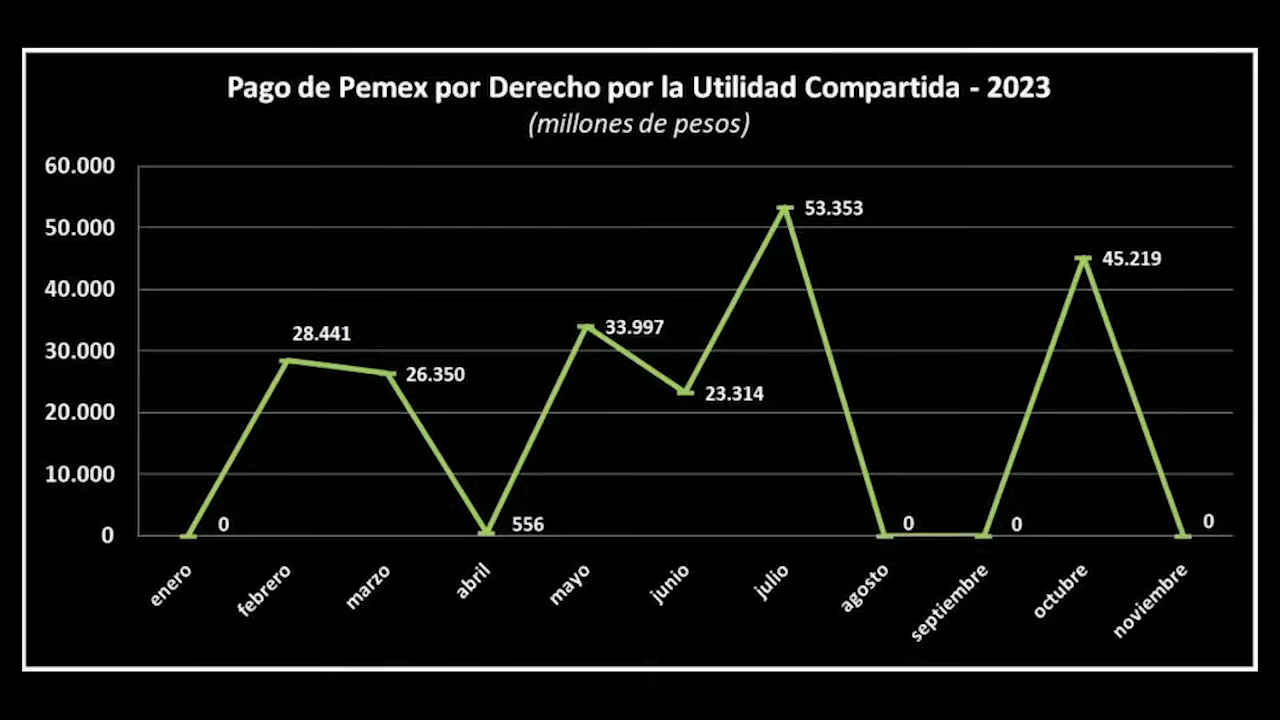 Pago de Pemex por Derecho por la Utilidad Compartida - 2023
(millones de pesos)
60.000
50.000
40.000
30.000
20.000
10.000
0
0
28.441
26.350
556
33.997
23.314
53.353
0
0
45.219
0
enero
febrero
marzo
abril
mayo
junio
julio
agosto
septiembre
octubre
noviembre